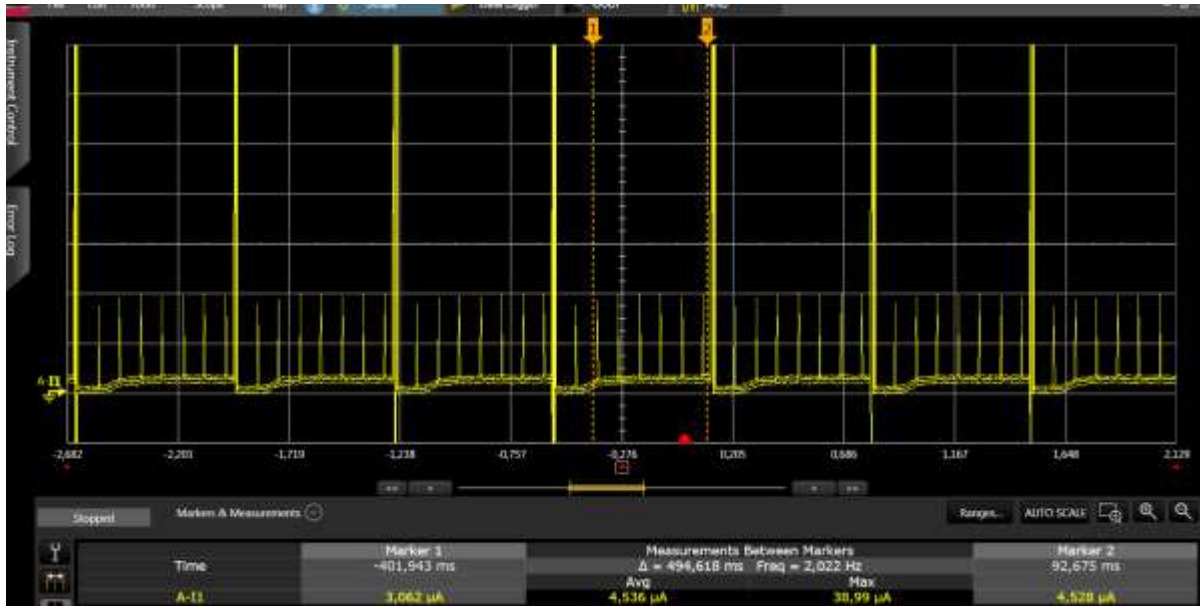 Help
Instrument Control
Error Log
1
2
A I1
-2,682 -2,201 -1,719 -1,238 -0,757 -0,276 0,205 0,686 1,167 1,648 2,129
Stopped
Markers & Measurements
Ranges...
AUTO SCALE
Marker 1
Measurements Between Markers
Marker 2
Time
-401,943 ms
Δ = 494,618 ms Freq = 2,022 Hz
92,675 ms
Avg
Max
A-I1
3,062 µA
4,536 µA
38,99 µA
4,528 µA